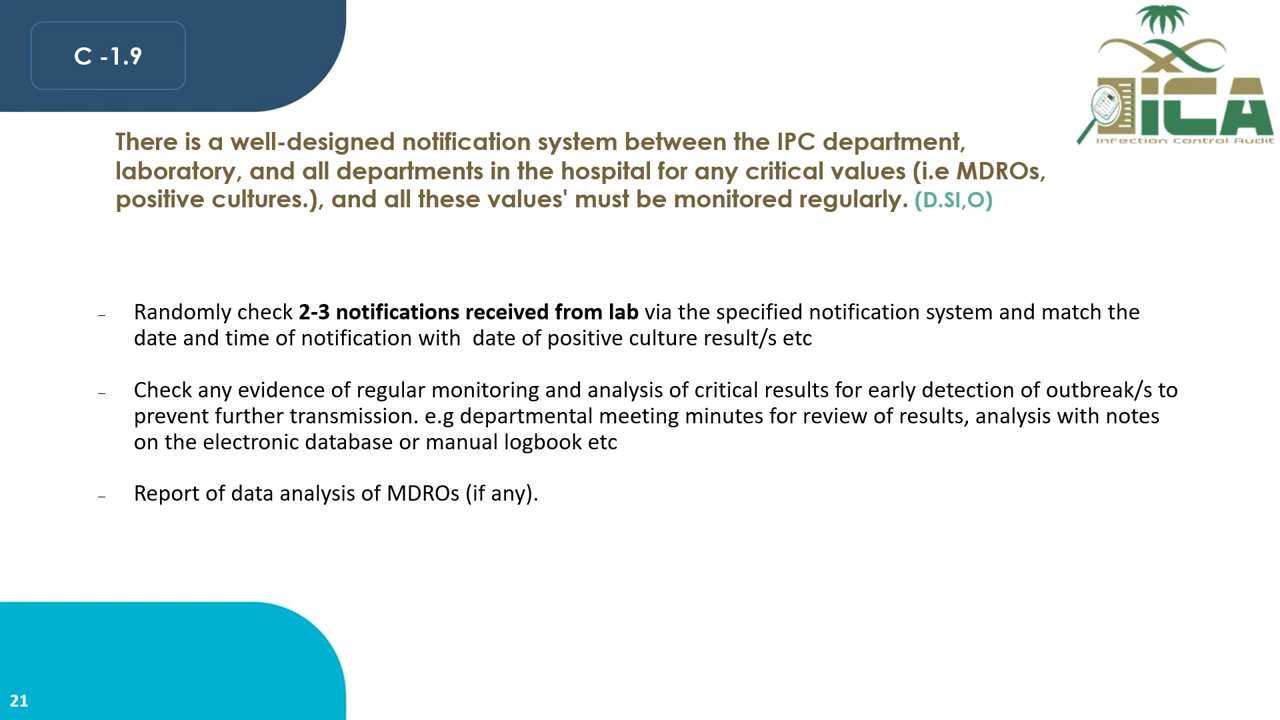 C -1.9
iCA
Infection Control Audit
There is a well-designed notification system between the IPC department,
laboratory, and all departments in the hospital for any critical values (i.e MDROs,
positive cultures.), and all these values' must be monitored regularly. (D.SI,O)
– Randomly check 2-3 notifications received from lab via the specified notification system and match the
date and time of notification with  date of positive culture result/s etc
– Check any evidence of regular monitoring and analysis of critical results for early detection of outbreak/s to
prevent further transmission. e.g departmental meeting minutes for review of results, analysis with notes
on the electronic database or manual logbook etc
– Report of data analysis of MDROs (if any).
21